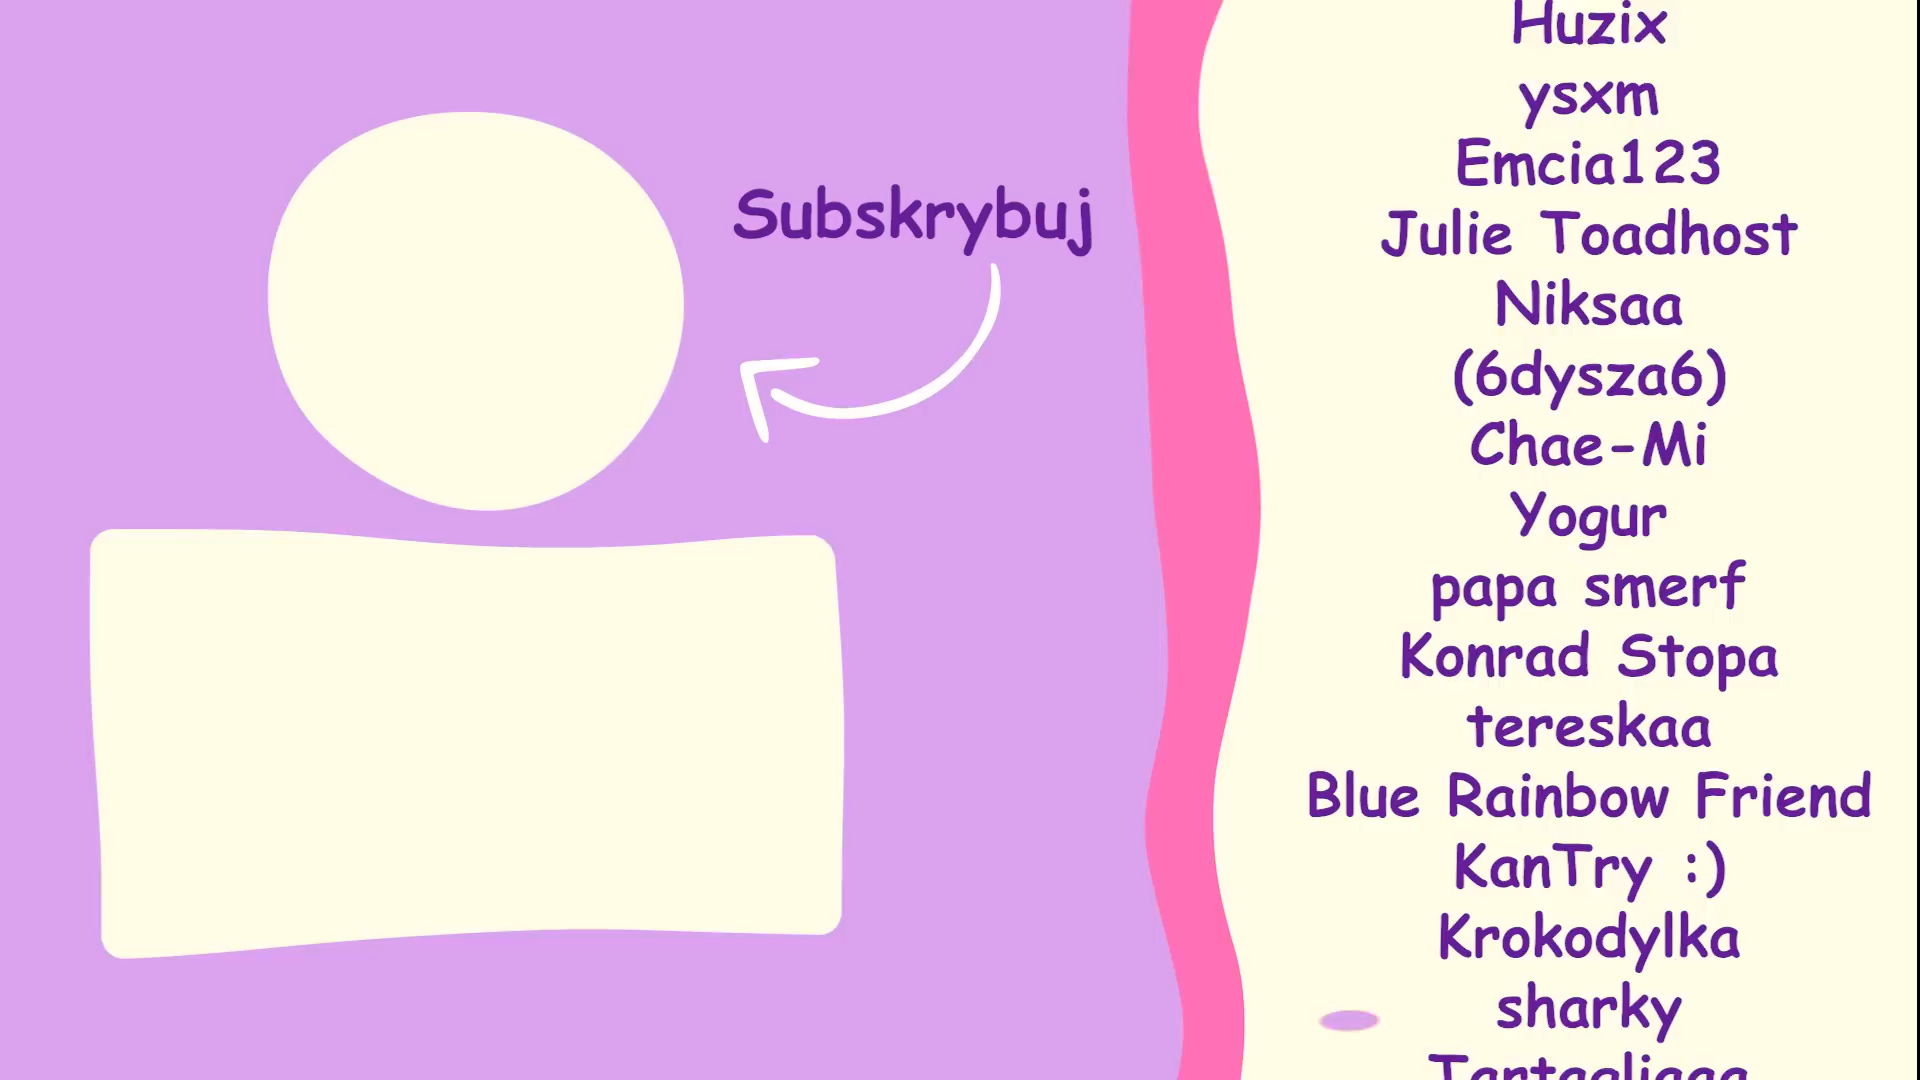 Subskrybuj
Huzix
ysxm
Emcia123
Julie Toadhost
Niksaa
(6dysza6)
Chae-Mi
Yogur
papa smerf
Konrad Stopa
tereskaa
Blue Rainbow Friend
KanTry :)
Krokodylka
sharky